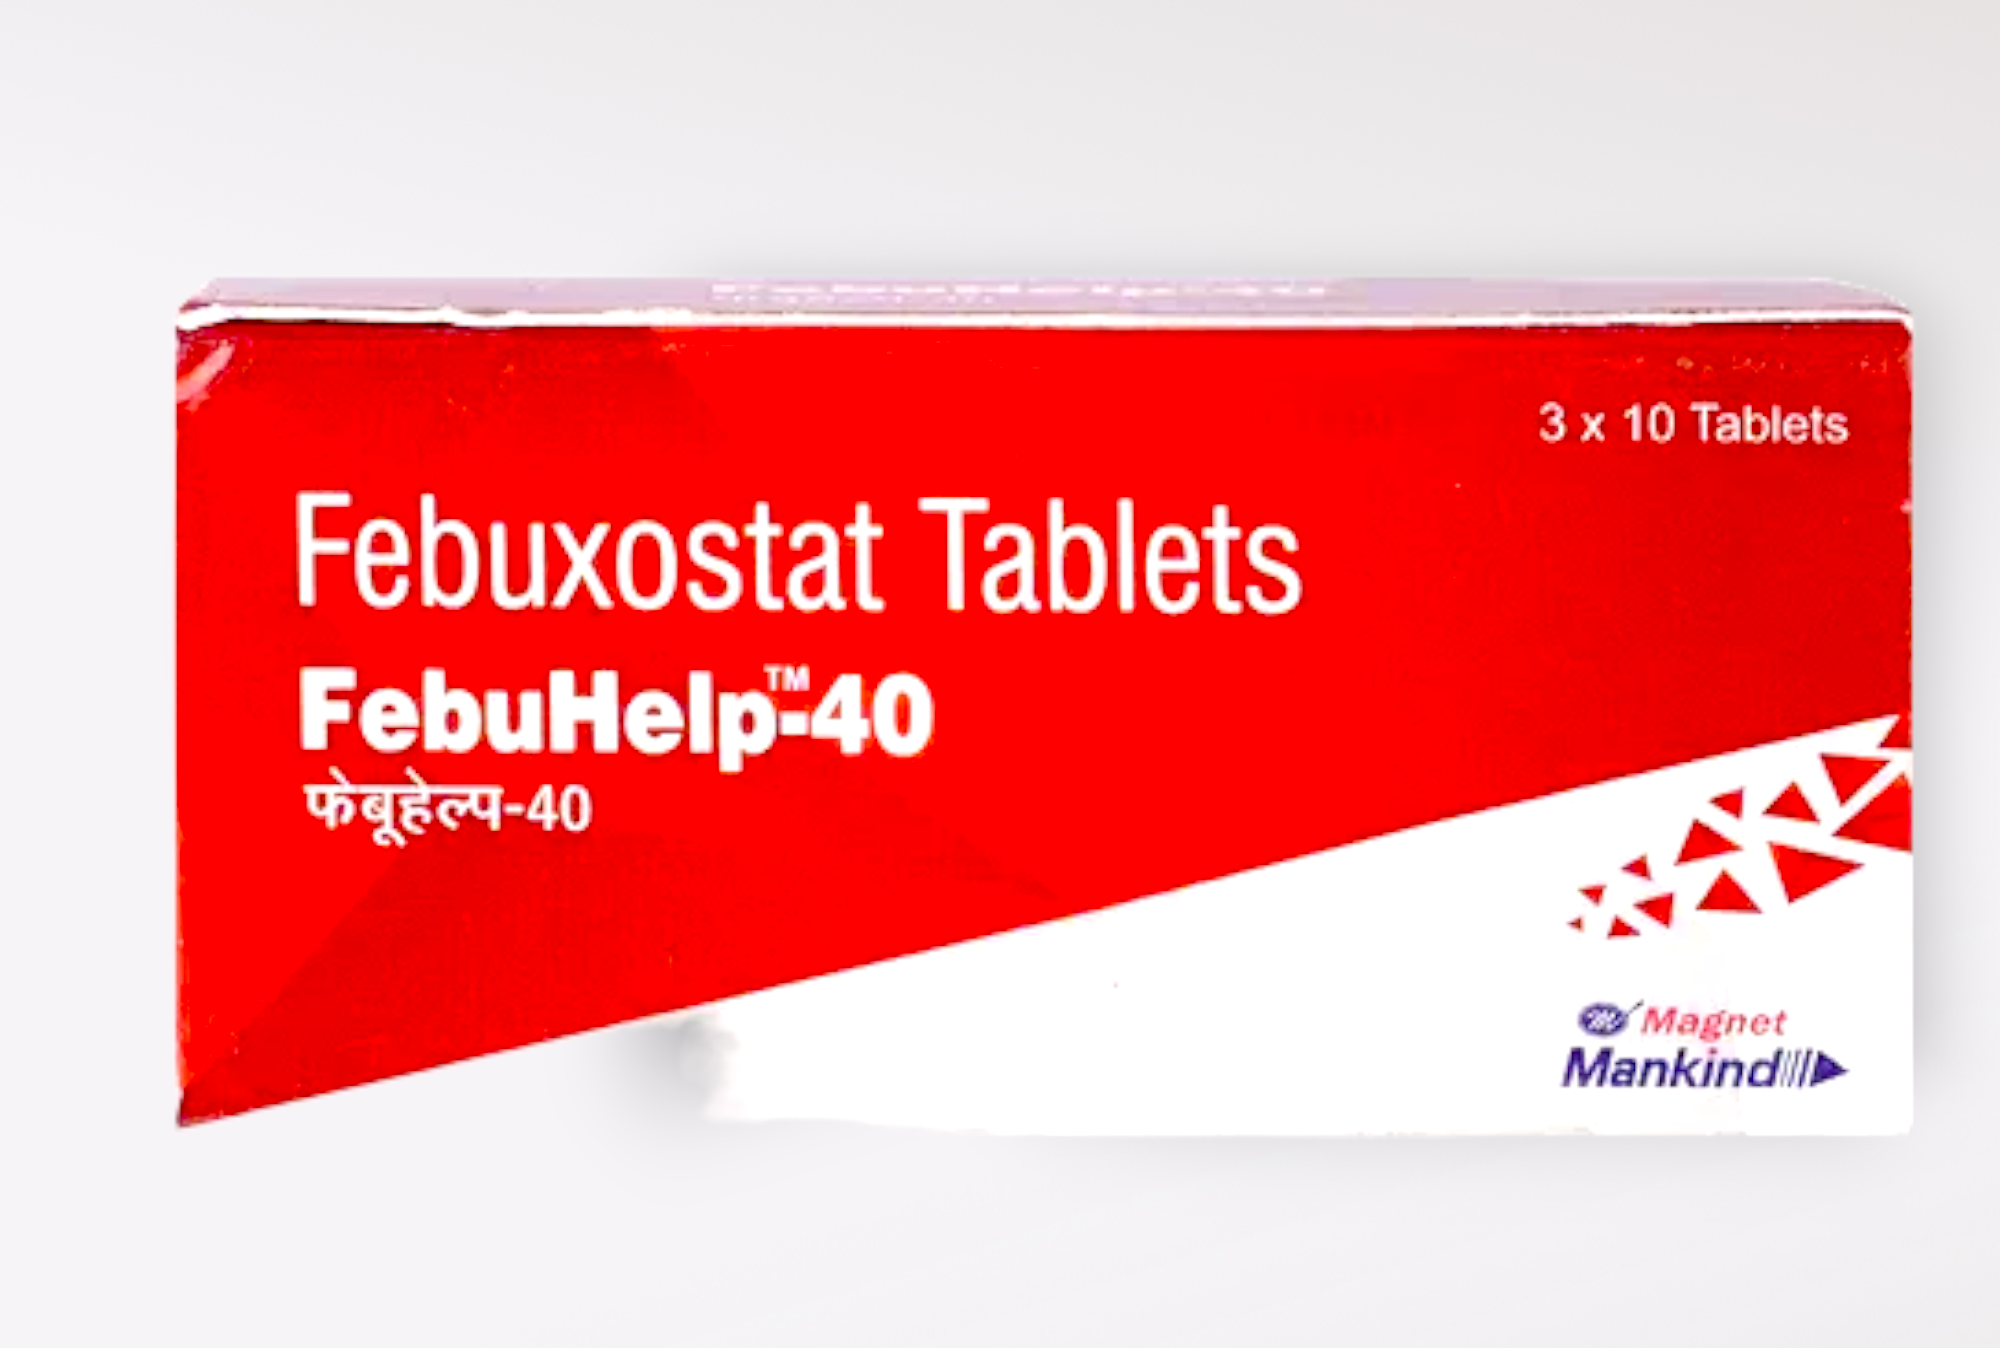 3 x 10 Tablets
Febuxostat Tablets
FebuHelp™-40
फेबूहेल्प-40
Magnet
Mankind